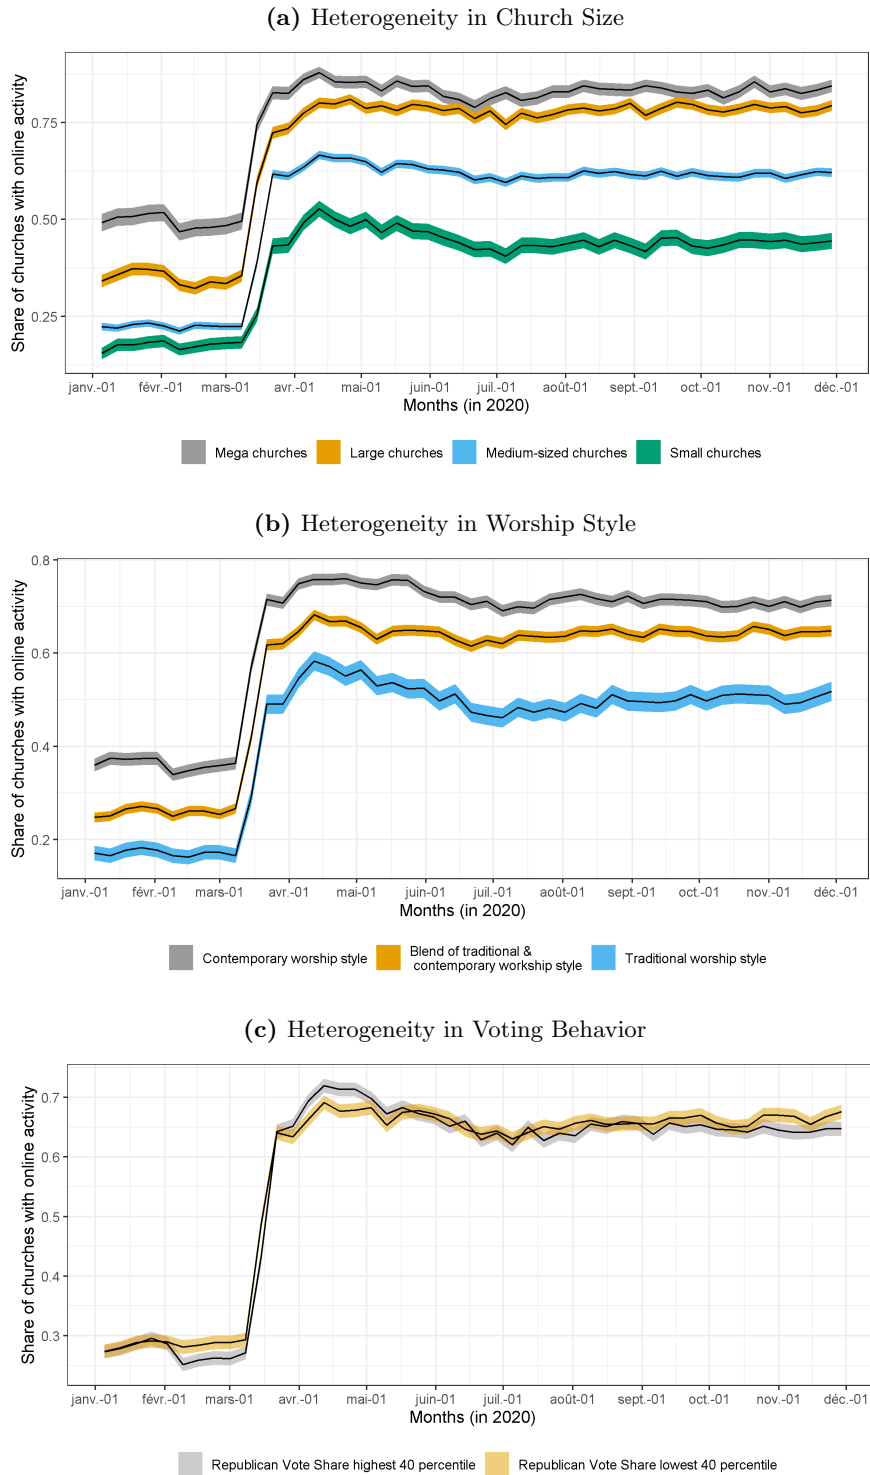 (a) Heterogeneity in Church Size
Share of churches with online activity
0.75
0.50
0.25
janv.-01 févr.-01 mars-01 avr.-01 mai-01 juin-01 juil.-01 août-01 sept.-01 oct.-01 nov.-01 déc.-01
Months (in 2020)
Mega churches Large churches Medium-sized churches Small churches
(b) Heterogeneity in Worship Style
Share of churches with online activity
0.8
0.6
0.4
0.2
janv.-01 févr.-01 mars-01 avr.-01 mai-01 juin-01 juil.-01 août-01 sept.-01 oct.-01 nov.-01 déc.-01
Months (in 2020)
Contemporary worship style Blend of traditional &
contemporary workship style Traditional worship style
(c) Heterogeneity in Voting Behavior
Share of churches with online activity
0.7
0.6
0.5
0.4
0.3
janv.-01 févr.-01 mars-01 avr.-01 mai-01 juin-01 juil.-01 août-01 sept.-01 oct.-01 nov.-01 déc.-01
Months (in 2020)
Republican Vote Share highest 40 percentile Republican Vote Share lowest 40 percentile